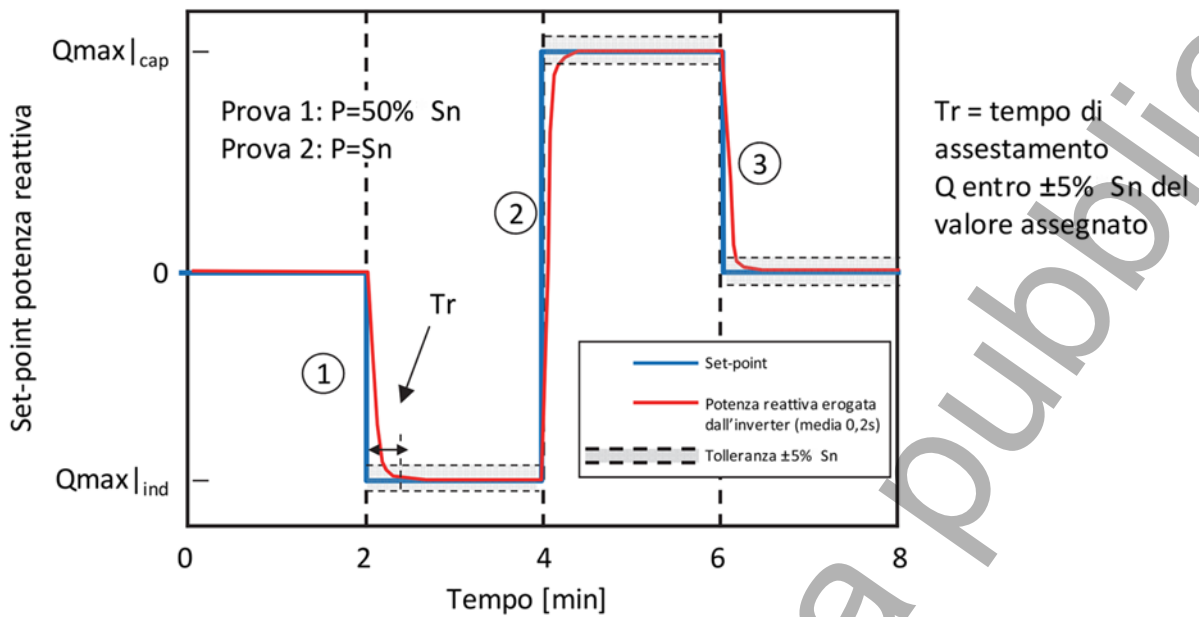 Qmax|cap
Prova 1: P=50% Sn
Prova 2: P=Sn
Set-point potenza reattiva
0
Qmax|ind
1
2
3
Tr
Set-point
Potenza reattiva erogata
dall'inverter (media 0,2s)
Tolleranza ±5% Sn
0
2
4
6
8
Tempo [min]
Tr = tempo di
assestamento
Q entro ±5% Sn del
valore assegnato
a pubblic